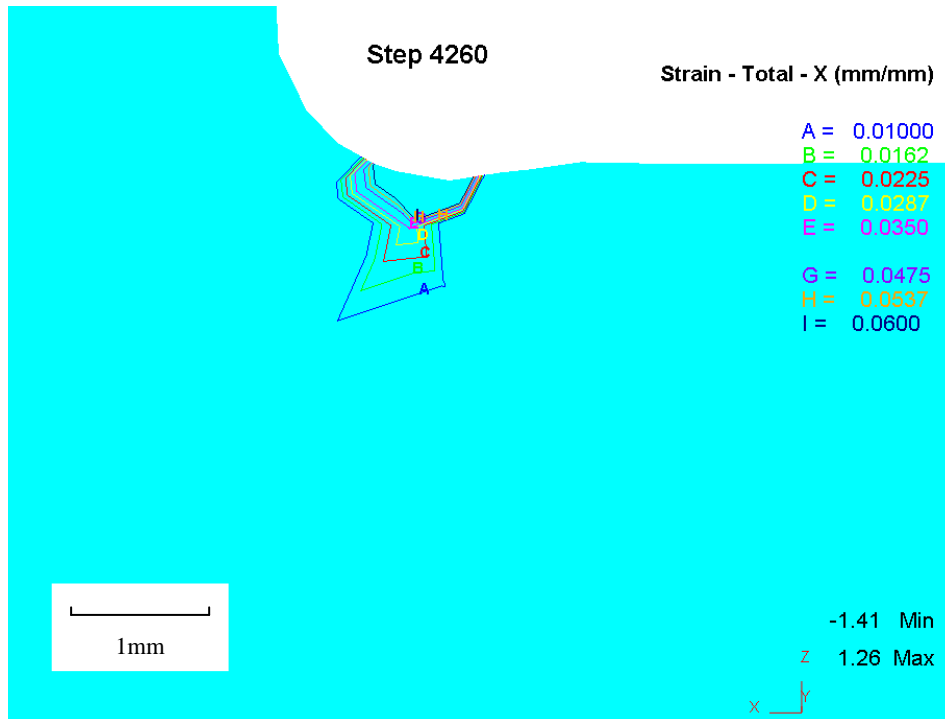 Step 4260
Strain - Total - X (mm/mm)
A = 0.01000
B = 0.0162
C = 0.0225
D = 0.0287
E = 0.0350
G = 0.0475
H = 0.0537
I = 0.0600
I
H
E
D
C
B
A
1mm
-1.41 Min
Z 1.26 Max
Y
X